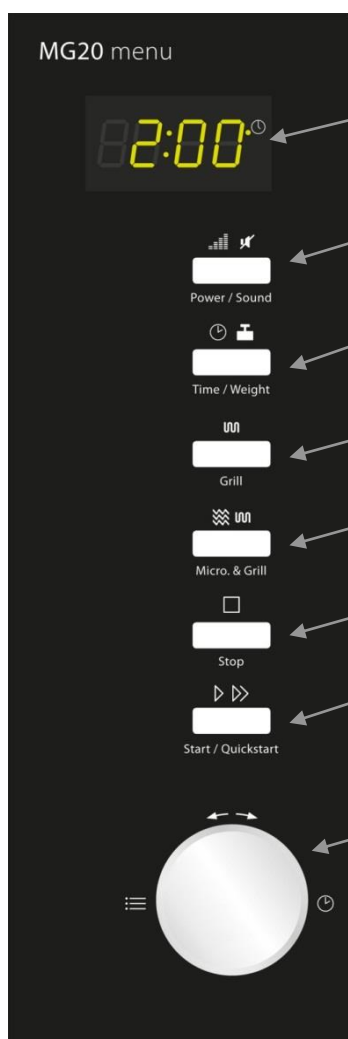 MG20 menu
2:00
Power / Sound
Time / Weight
Grill
Micro. & Grill
Stop
Start / Quickstart